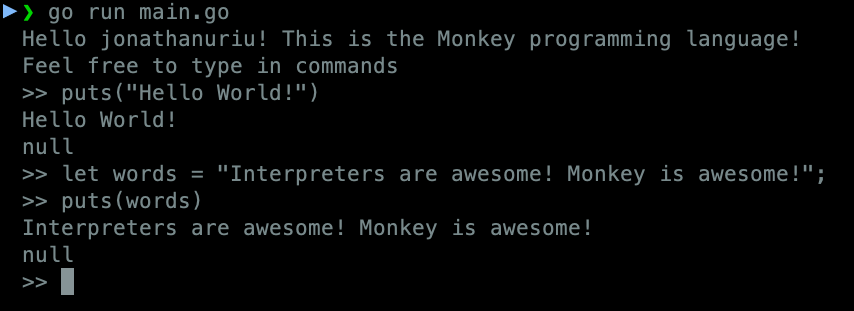 ❯ go run main.go
Hello jonathanuriu! This is the Monkey programming language!
Feel free to type in commands
>> puts("Hello World!")
Hello World!
null
>> let words = "Interpreters are awesome! Monkey is awesome!";
>> puts(words)
Interpreters are awesome! Monkey is awesome!
null
>>